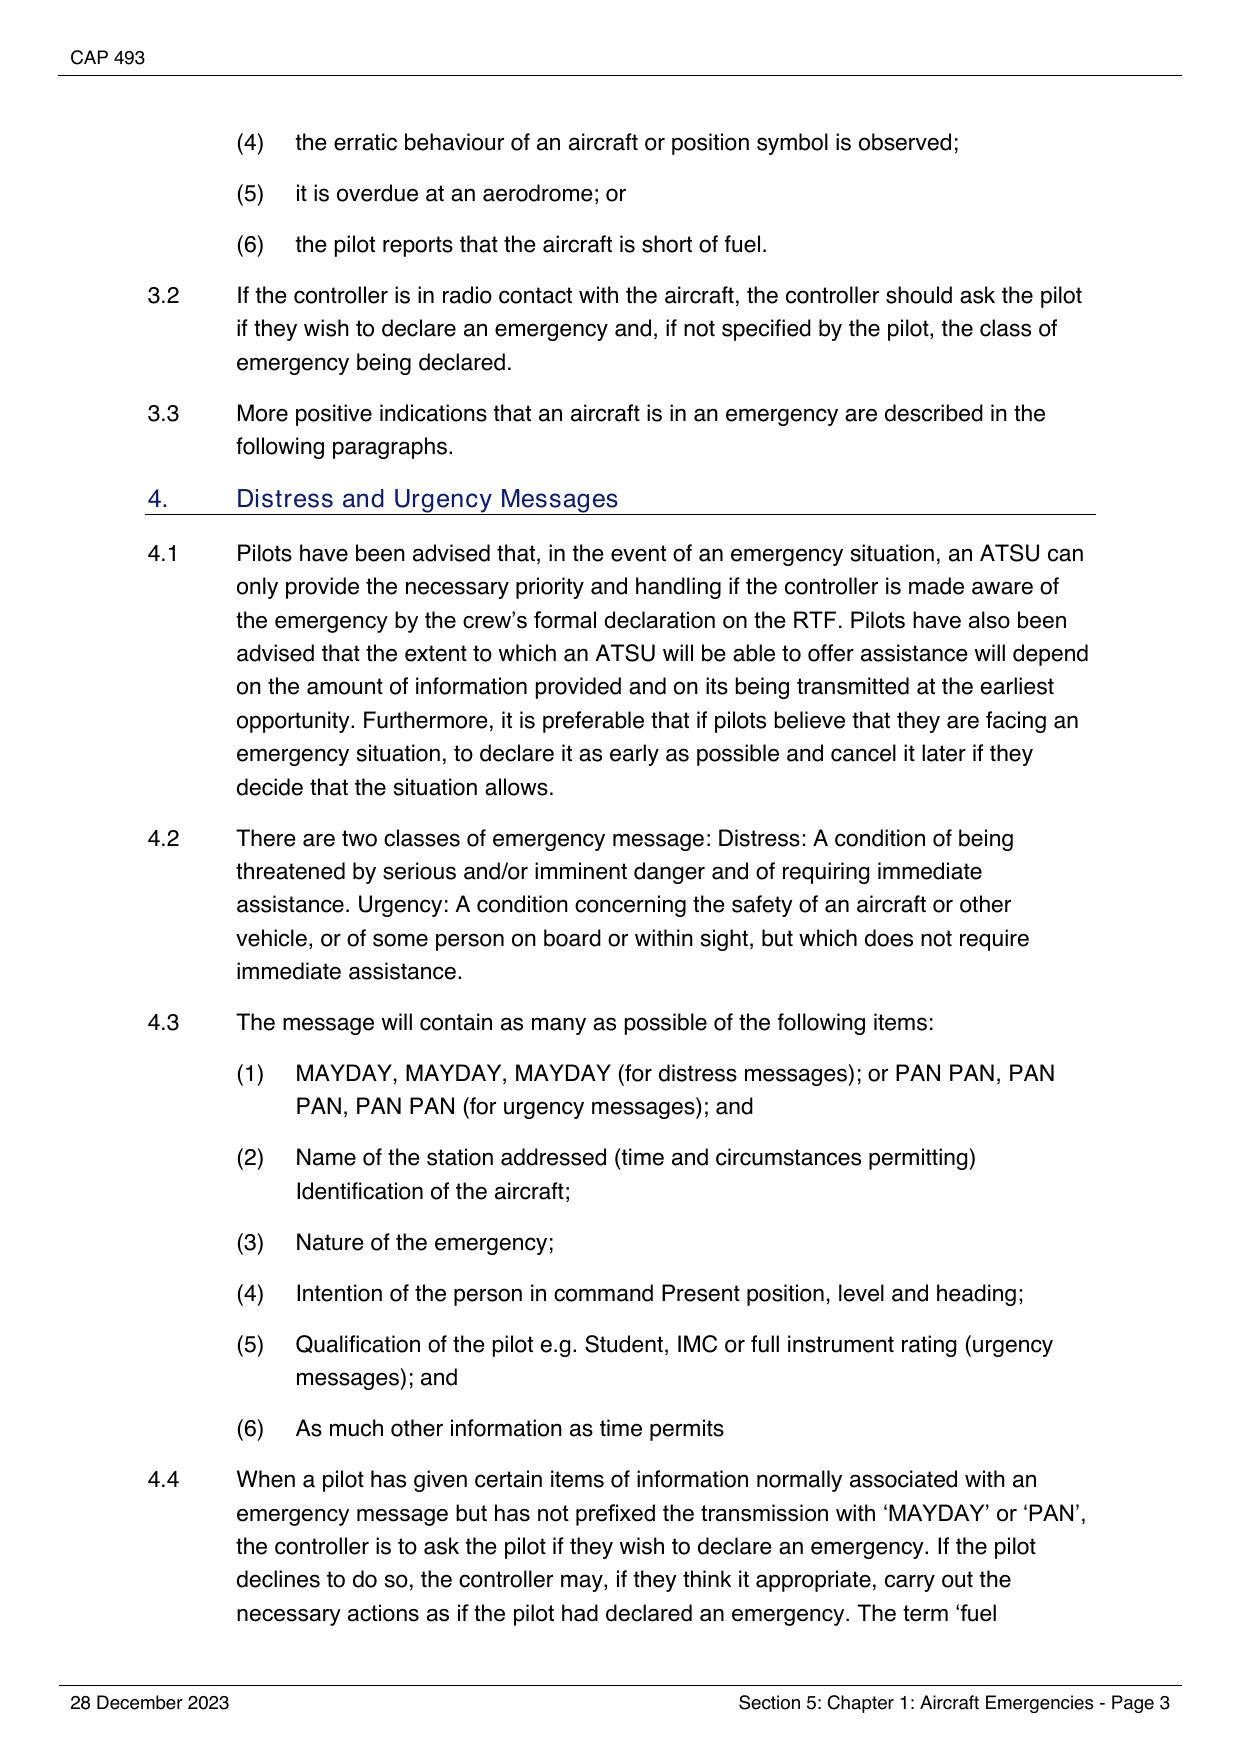 CAP 493
(4) the erratic behaviour of an aircraft or position symbol is observed;
(5) it is overdue at an aerodrome; or
(6) the pilot reports that the aircraft is short of fuel.
3.2 If the controller is in radio contact with the aircraft, the controller should ask the pilot
if they wish to declare an emergency and, if not specified by the pilot, the class of
emergency being declared.
3.3 More positive indications that an aircraft is in an emergency are described in the
following paragraphs.
4. Distress and Urgency Messages
4.1 Pilots have been advised that, in the event of an emergency situation, an ATSU can
only provide the necessary priority and handling if the controller is made aware of
the emergency by the crew’s formal declaration on the RTF. Pilots have also been
advised that the extent to which an ATSU will be able to offer assistance will depend
on the amount of information provided and on its being transmitted at the earliest
opportunity. Furthermore, it is preferable that if pilots believe that they are facing an
emergency situation, to declare it as early as possible and cancel it later if they
decide that the situation allows.
4.2 There are two classes of emergency message: Distress: A condition of being
threatened by serious and/or imminent danger and of requiring immediate
assistance. Urgency: A condition concerning the safety of an aircraft or other
vehicle, or of some person on board or within sight, but which does not require
immediate assistance.
4.3 The message will contain as many as possible of the following items:
(1) MAYDAY, MAYDAY, MAYDAY (for distress messages); or PAN PAN, PAN
PAN, PAN PAN (for urgency messages); and
(2) Name of the station addressed (time and circumstances permitting)
Identification of the aircraft;
(3) Nature of the emergency;
(4) Intention of the person in command Present position, level and heading;
(5) Qualification of the pilot e.g. Student, IMC or full instrument rating (urgency
messages); and
(6) As much other information as time permits
4.4 When a pilot has given certain items of information normally associated with an
emergency message but has not prefixed the transmission with ‘MAYDAY’ or ‘PAN’,
the controller is to ask the pilot if they wish to declare an emergency. If the pilot
declines to do so, the controller may, if they think it appropriate, carry out the
necessary actions as if the pilot had declared an emergency. The term ‘fuel
28 December 2023 Section 5: Chapter 1: Aircraft Emergencies - Page 3